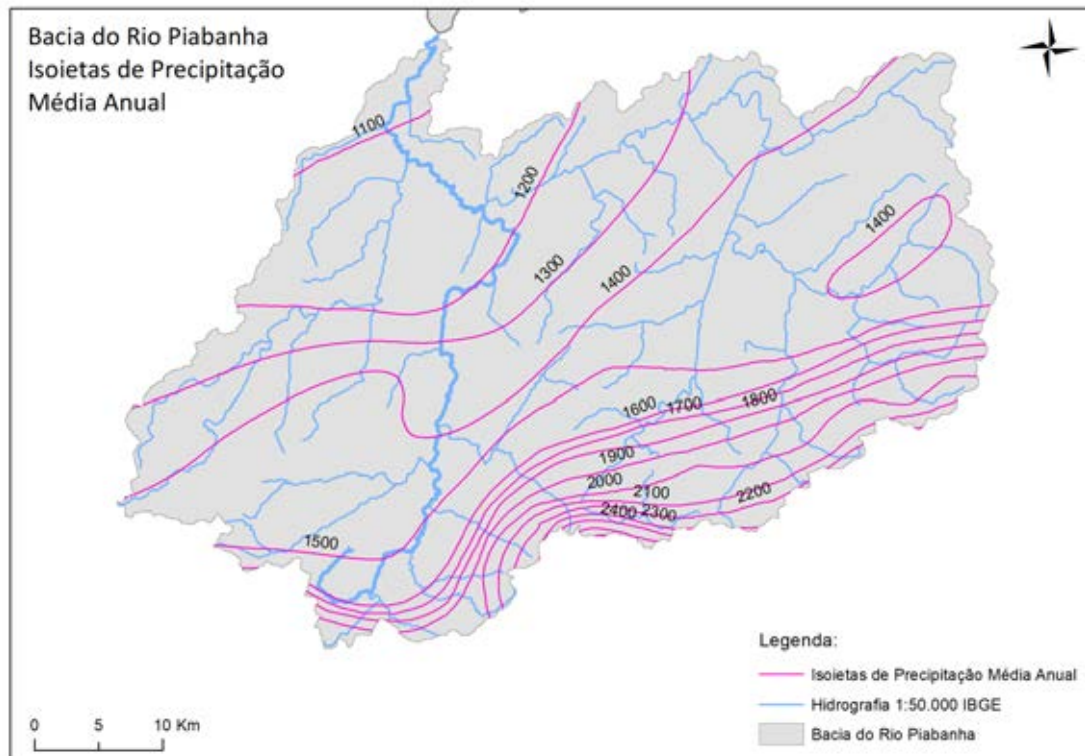 Bacia do Rio Piabanha
Isoietas de Precipitação
Média Anual
1100
1200
1400
1300
1400
1600
1700
1800
1900
2000
2100
2200
2400
2300
1500
Legenda:
Isoietas de Precipitação Média Anual
Hidrografia 1:50.000 IBGE
Bacia do Rio Piabanha
0 5 10 Km